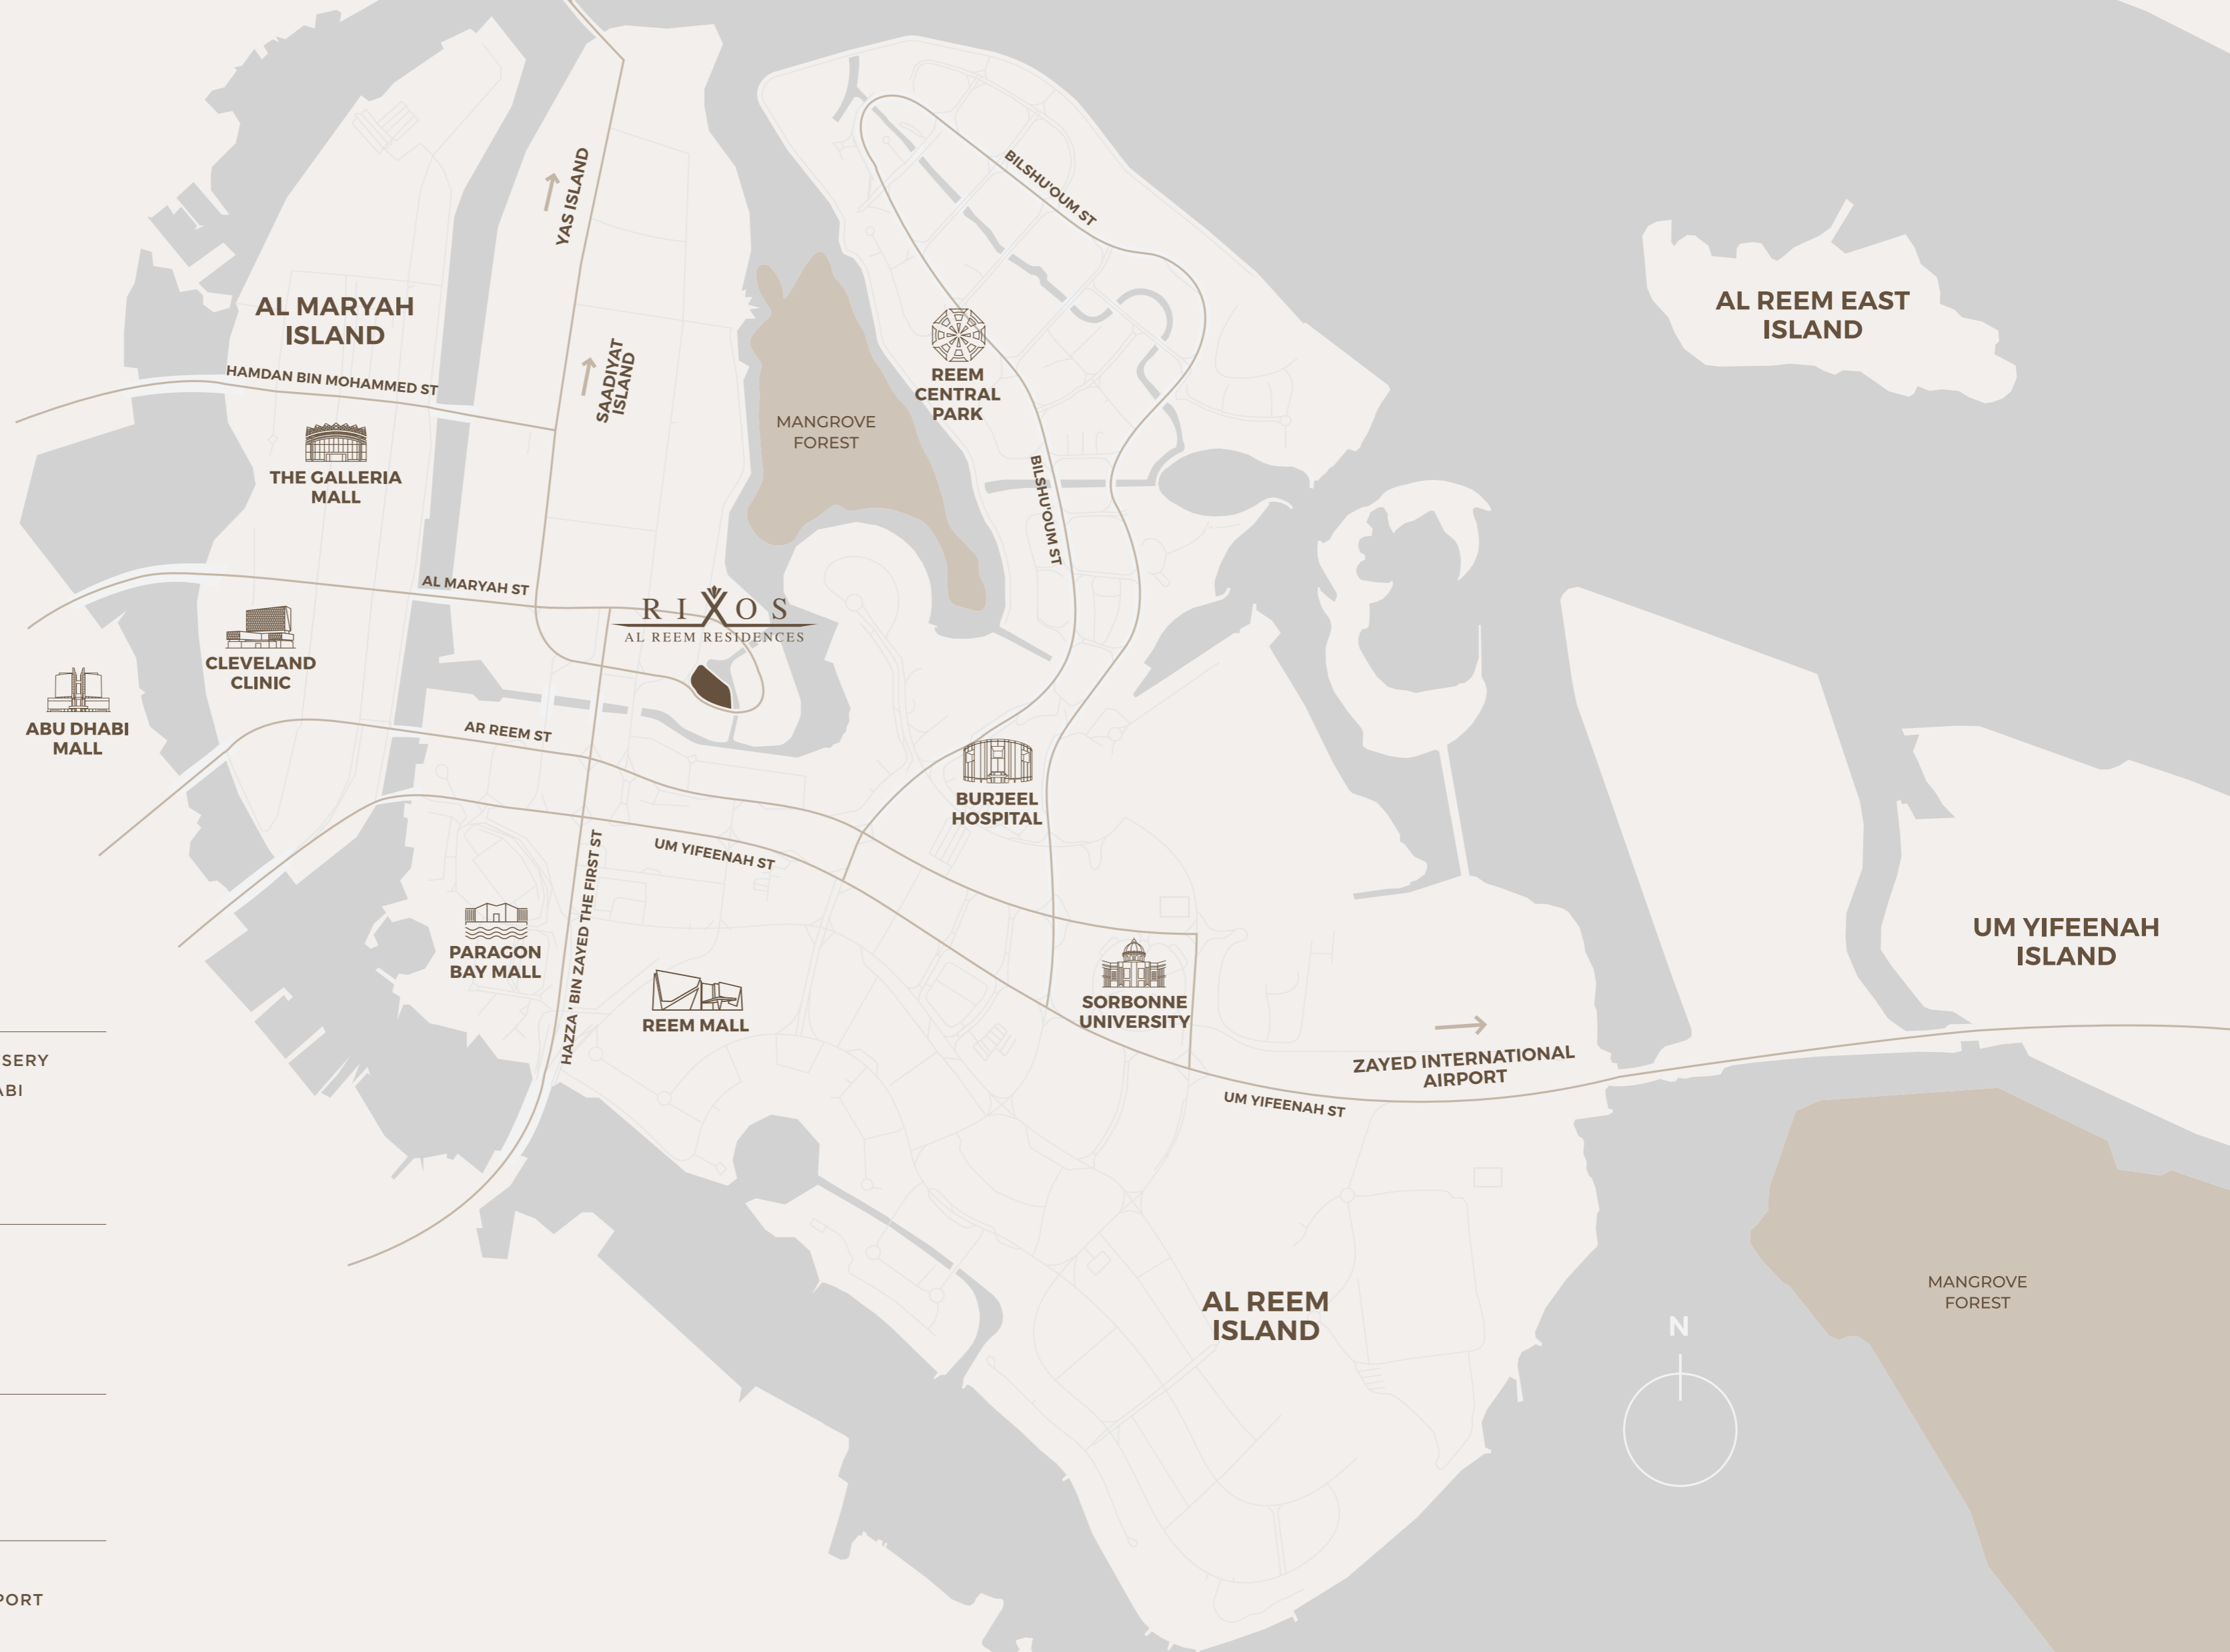 YAS ISLAND
BILSHU'OUM ST
AL MARYAH
ISLAND
AL REEM EAST
ISLAND
SAADIYAT
ISLAND
HAMDAN BIN MOHAMMED ST
REEM
CENTRAL
PARK
MANGROVE
FOREST
THE GALLERIA
MALL
BILSHU'OUM ST
AL MARYAH ST
RIXOS
AL REEM RESIDENCES
CLEVELAND
CLINIC
ABU DHABI
MALL
AR REEM ST
BURJEEL
HOSPITAL
UM YIFEENAH ST
HAZZA ' BIN ZAYED THE FIRST ST
PARAGON
BAY MALL
REEM MALL
SORBONNE
UNIVERSITY
UM YIFEENAH
ISLAND
ZAYED INTERNATIONAL
AIRPORT
UM YIFEENAH ST
SERY
ABI
MANGROVE
FOREST
AL REEM
ISLAND
N
PORT